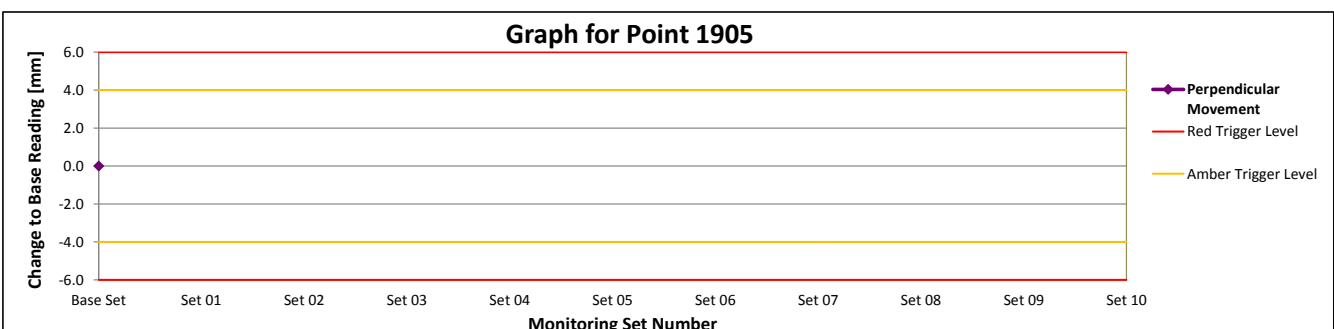 Graph for Point 1905
Change to Base Reading [mm]
6.0
4.0
2.0
0.0
-2.0
-4.0
-6.0
Base Set Set 01 Set 02 Set 03 Set 04 Set 05 Set 06 Set 07 Set 08 Set 09 Set 10
Monitoring Set Number
Perpendicular
Movement
Red Trigger Level
Amber Trigger Level